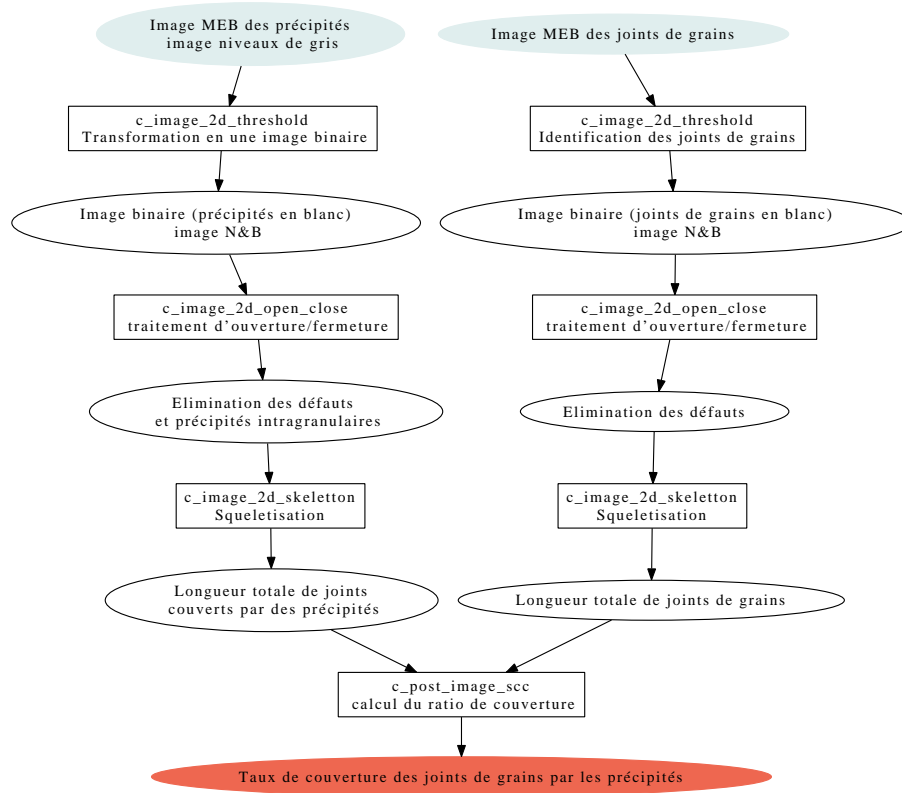 Image MEB des précipités
image niveaux de gris
Image MEB des joints de grains
c_image_2d_threshold
Transformation en une image binaire
c_image_2d_threshold
Identification des joints de grains
Image binaire (précipités en blanc)
image N&B
Image binaire (joints de grains en blanc)
image N&B
c_image_2d_open_close
traitement d’ouverture/fermeture
c_image_2d_open_close
traitement d’ouverture/fermeture
Elimination des défauts
et précipités intragranulaires
Elimination des défauts
c_image_2d_skeletton
Squeletisation
c_image_2d_skeletton
Squeletisation
Longueur totale de joints
couverts par des précipités
Longueur totale de joints de grains
c_post_image_scc
calcul du ratio de couverture
Taux de couverture des joints de grains par les précipités